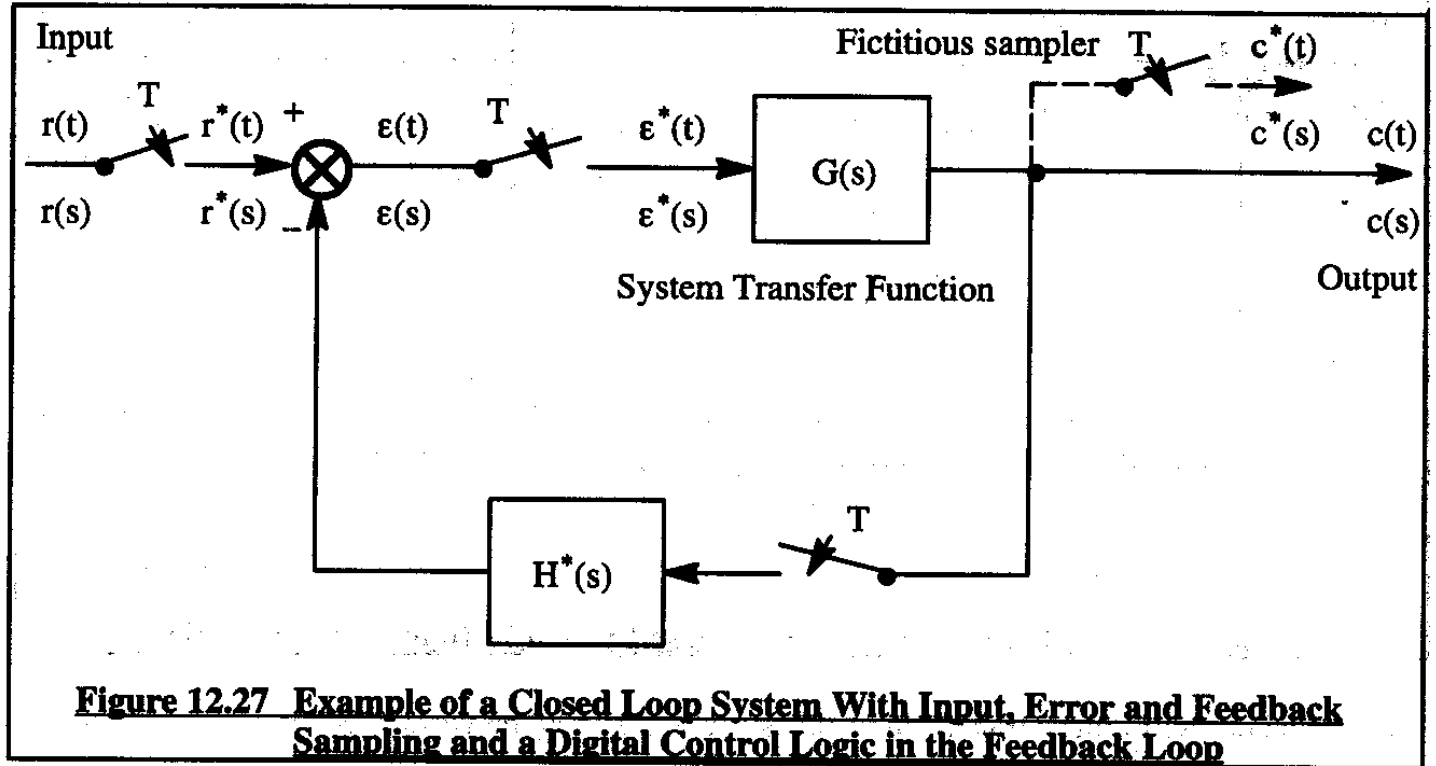 Input
Fictitious sampler T c*(t)
T
r(t) r*(t) + ε(t) T ε*(t) c*(s) c(t)
G(s)
r(s) r*(s) - ε(s) ε*(s) c(s)
System Transfer Function Output
T
H*(s)
Figure 12.27 Example of a Closed Loop System With Input, Error and Feedback
Sampling and a Digital Control Logic in the Feedback Loop